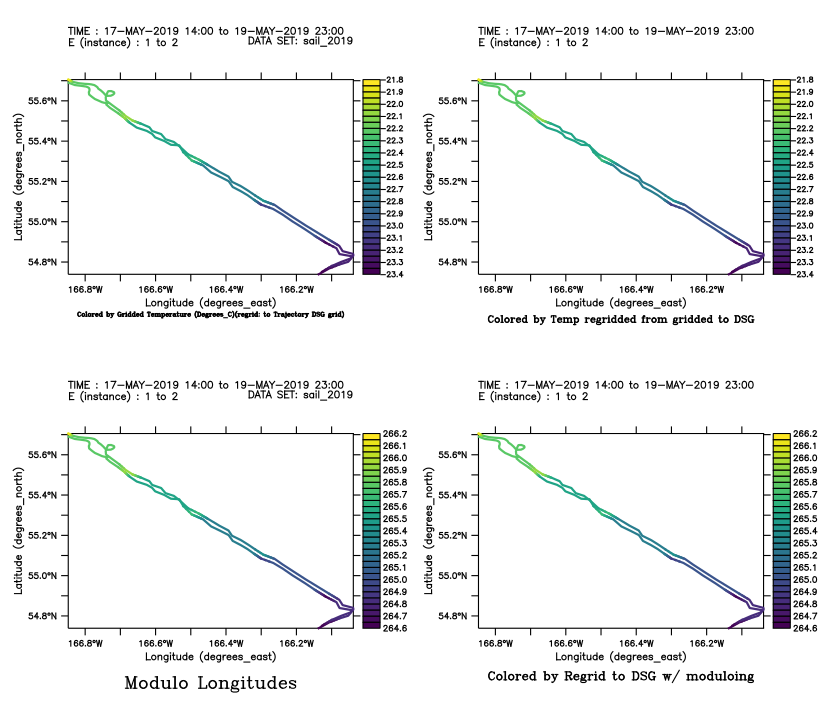 TIME : 17-MAY-2019 14:00 to 19-MAY-2019 23:00
E (instance) : 1 to 2 DATA SET: sail_2019
21.8
21.9
22.0
22.1
22.2
22.3
22.4
22.5
22.6
22.7
22.8
22.9
23.0
23.1
23.2
23.3
23.4
55.6°N
55.4°N
55.2°N
55.0°N
54.8°N
Latitude (degrees_north)
166.8°W 166.6°W 166.4°W 166.2°W
Longitude (degrees_east)
Colored by Gridded Temperature (Degrees_C)(regrid: to Trajectory DSG grid)
TIME : 17-MAY-2019 14:00 to 19-MAY-2019 23:00
E (instance) : 1 to 2
21.8
21.9
22.0
22.1
22.2
22.3
22.4
22.5
22.6
22.7
22.8
22.9
23.0
23.1
23.2
23.3
23.4
55.6°N
55.4°N
55.2°N
55.0°N
54.8°N
Latitude (degrees_north)
166.8°W 166.6°W 166.4°W 166.2°W
Longitude (degrees_east)
Colored by Temp regridded from gridded to DSG
TIME : 17-MAY-2019 14:00 to 19-MAY-2019 23:00
E (instance) : 1 to 2 DATA SET: sail_2019
266.2
266.1
266.0
265.9
265.8
265.7
265.6
265.5
265.4
265.3
265.2
265.1
265.0
264.9
264.8
264.7
264.6
55.6°N
55.4°N
55.2°N
55.0°N
54.8°N
Latitude (degrees_north)
166.8°W 166.6°W 166.4°W 166.2°W
Longitude (degrees_east)
Modulo Longitudes
TIME : 17-MAY-2019 14:00 to 19-MAY-2019 23:00
E (instance) : 1 to 2
266.2
266.1
266.0
265.9
265.8
265.7
265.6
265.5
265.4
265.3
265.2
265.1
265.0
264.9
264.8
264.7
264.6
55.6°N
55.4°N
55.2°N
55.0°N
54.8°N
Latitude (degrees_north)
166.8°W 166.6°W 166.4°W 166.2°W
Longitude (degrees_east)
Colored by Regrid to DSG w/ moduloing